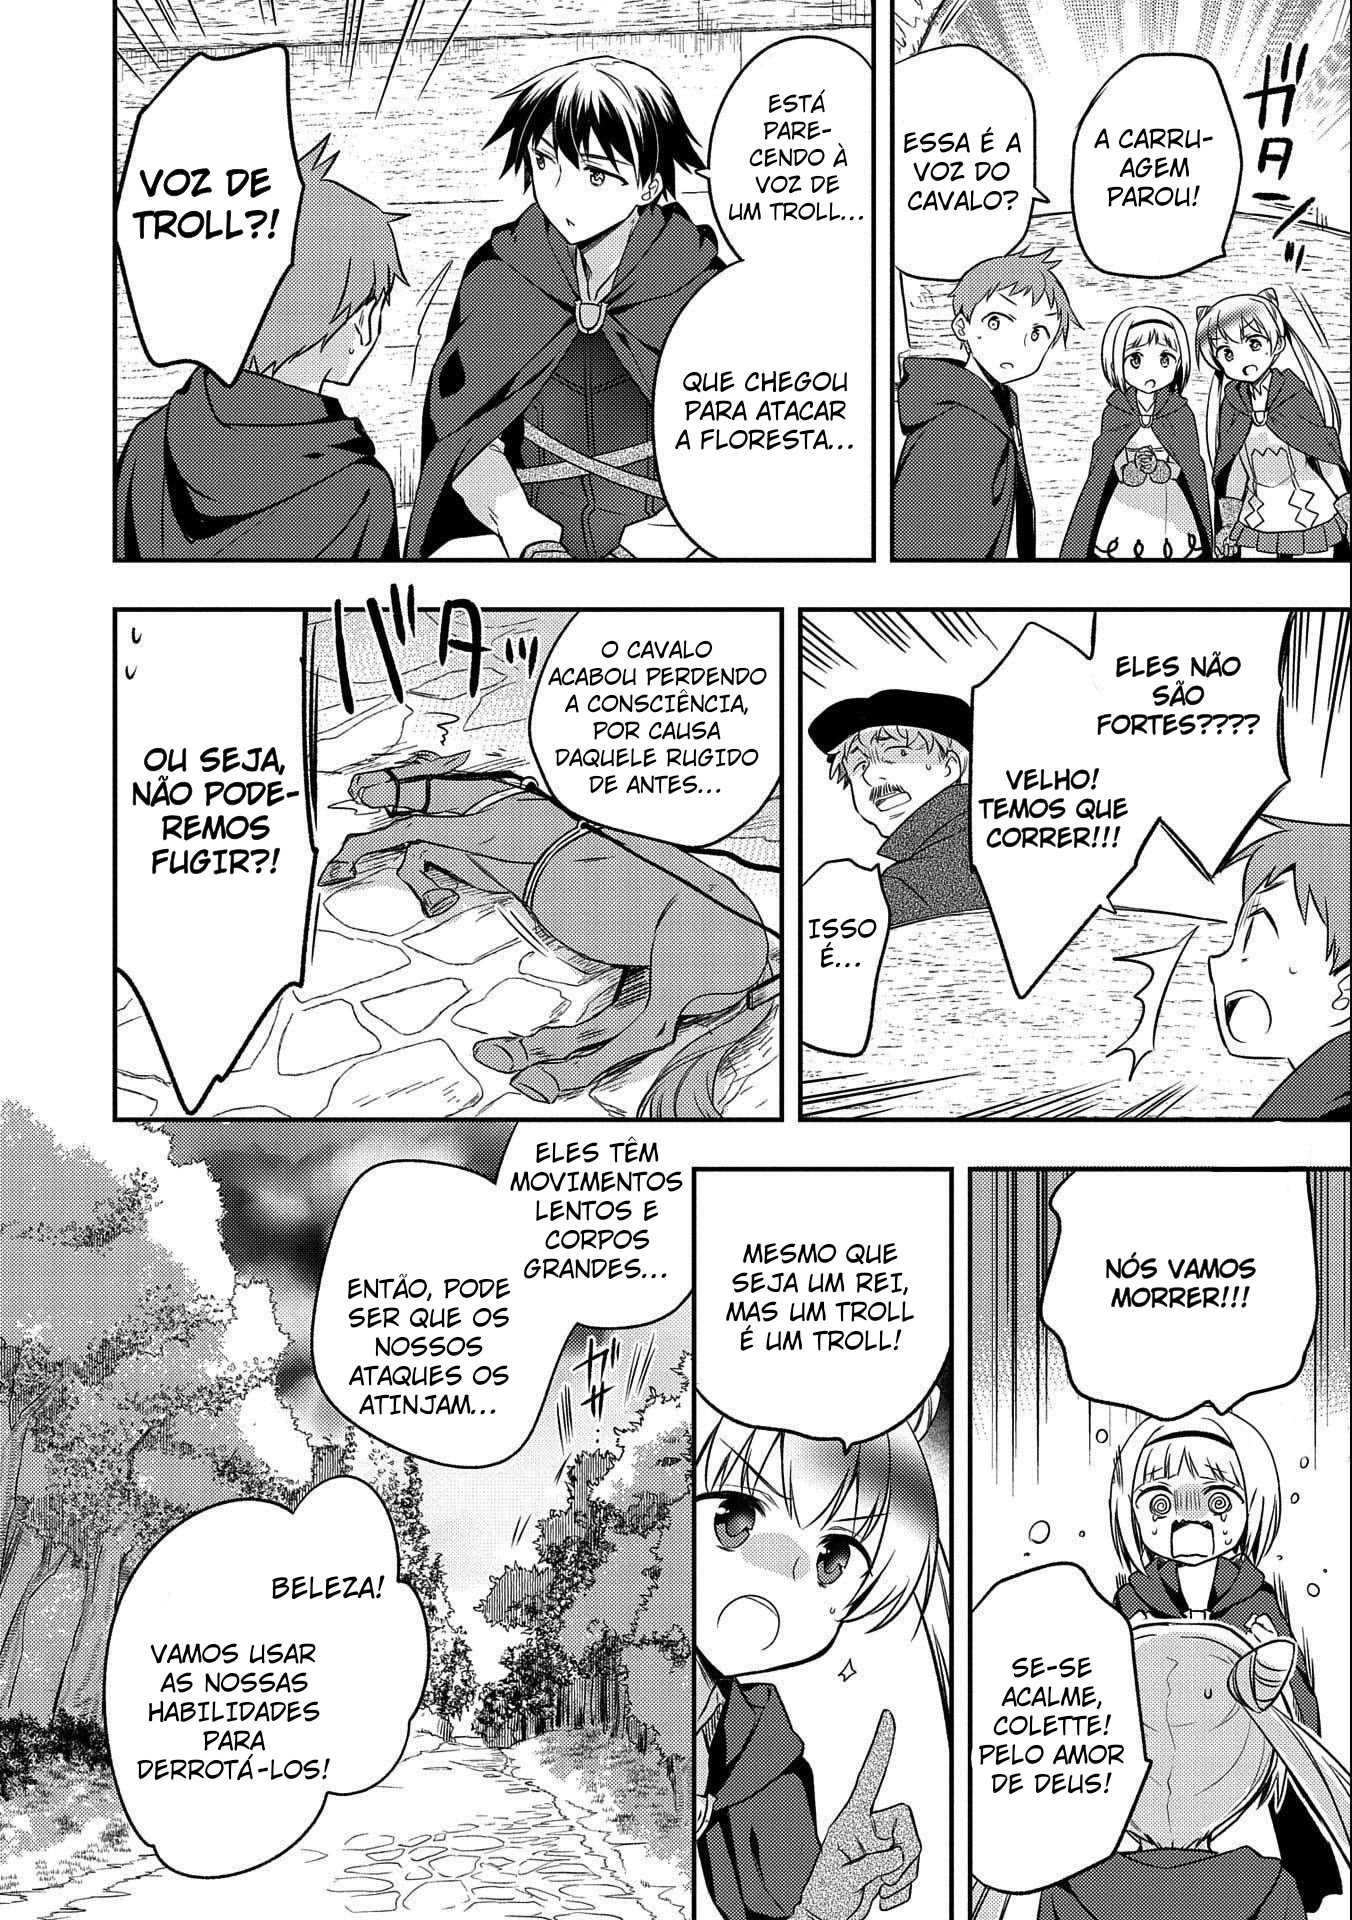 A CARRU-
AGEM
PAROU!
ESSA É A
VOZ DO
CAVALO?
ESTÁ
PARE-
CENDO À
VOZ DE
UM TROLL...
QUE CHEGOU
PARA ATACAR
A FLORESTA...
VOZ DE
TROLL?!
ELES NÃO
SÃO
FORTES????
VELHO!
TEMOS QUE
CORRER!!!
ISSO
É...
O CAVALO
ACABOU PERDENDO
A CONSCIÊNCIA,
POR CAUSA
DAQUELE RUGIDO
DE ANTES...
OU SEJA,
NÃO PODE-
REMOS
FUGIR?!
NÓS VAMOS
MORRER!!!
SE-SE
ACALME,
COLETTE!
PELO AMOR
DE DEUS!
MESMO QUE
SEJA UM REI,
MAS UM TROLL
É UM TROLL!
ELES TÊM
MOVIMENTOS
LENTOS E
CORPOS
GRANDES...
ENTÃO, PODE
SER QUE OS
NOSSOS
ATAQUES OS
ATINJAM...
BELEZA!
VAMOS USAR
AS NOSSAS
HABILIDADES
PARA
DERROTÁ-LOS!